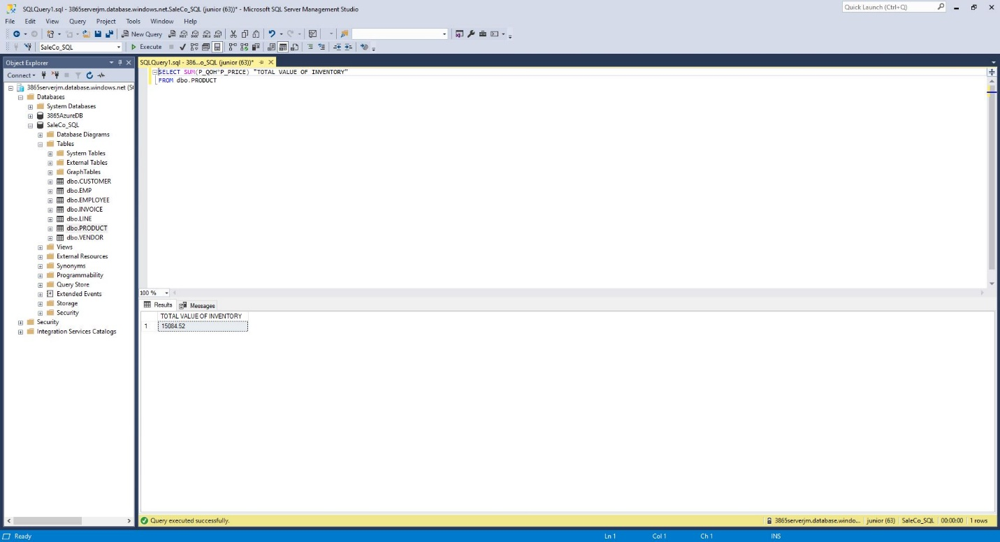 SQLQuery1.sql - 3865serverjm.database.windows.net.SaleCo_SQL (junior (63))* - Microsoft SQL Server Management Studio
Quick Launch (Ctrl+Q)
File Edit View Query Project Tools Window Help
New Query
SaleCo_SQL Execute
Object Explorer
SQLQuery1.sql - 386...o_SQL (junior (63))*
Connect
SELECT SUM(P_QOH*P_PRICE) "TOTAL VALUE OF INVENTORY"
FROM dbo.PRODUCT
3865serverjm.database.windows.net (S
Databases
System Databases
3865AzureDB
SaleCo_SQL
Database Diagrams
Tables
System Tables
External Tables
GraphTables
dbo.CUSTOMER
dbo.EMP
dbo.EMPLOYEE
dbo.INVOICE
dbo.LINE
dbo.PRODUCT
dbo.VENDOR
Views
External Resources
Synonyms
Programmability
Query Store
Extended Events
Storage
Security
Security
Integration Services Catalogs
100 %
Results Messages
TOTAL VALUE OF INVENTORY
1 15084.52
Query executed successfully.
3865serverjm.database.windo... junior (63) SaleCo_SQL 00:00:00 1 rows
Ready Ln 1 Col 1 Ch 1 INS